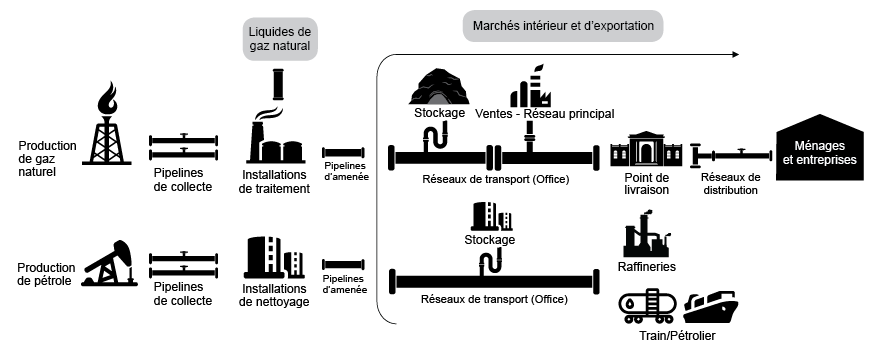 Liquides de
gaz natural
Marchés intérieur et d'exportation
Production
de gaz
naturel
Pipelines
de collecte
Installations
de traitement
Pipelines
d'amenée
Stockage
Ventes - Réseau principal
Réseaux de transport (Office)
Point de
livraison
Réseaux de
distribution
Ménages
et entreprises
Production
de pétrole
Pipelines
de collecte
Installations
de nettoyage
Pipelines
d'amenée
Stockage
Réseaux de transport (Office)
Raffineries
Train/Pétrolier